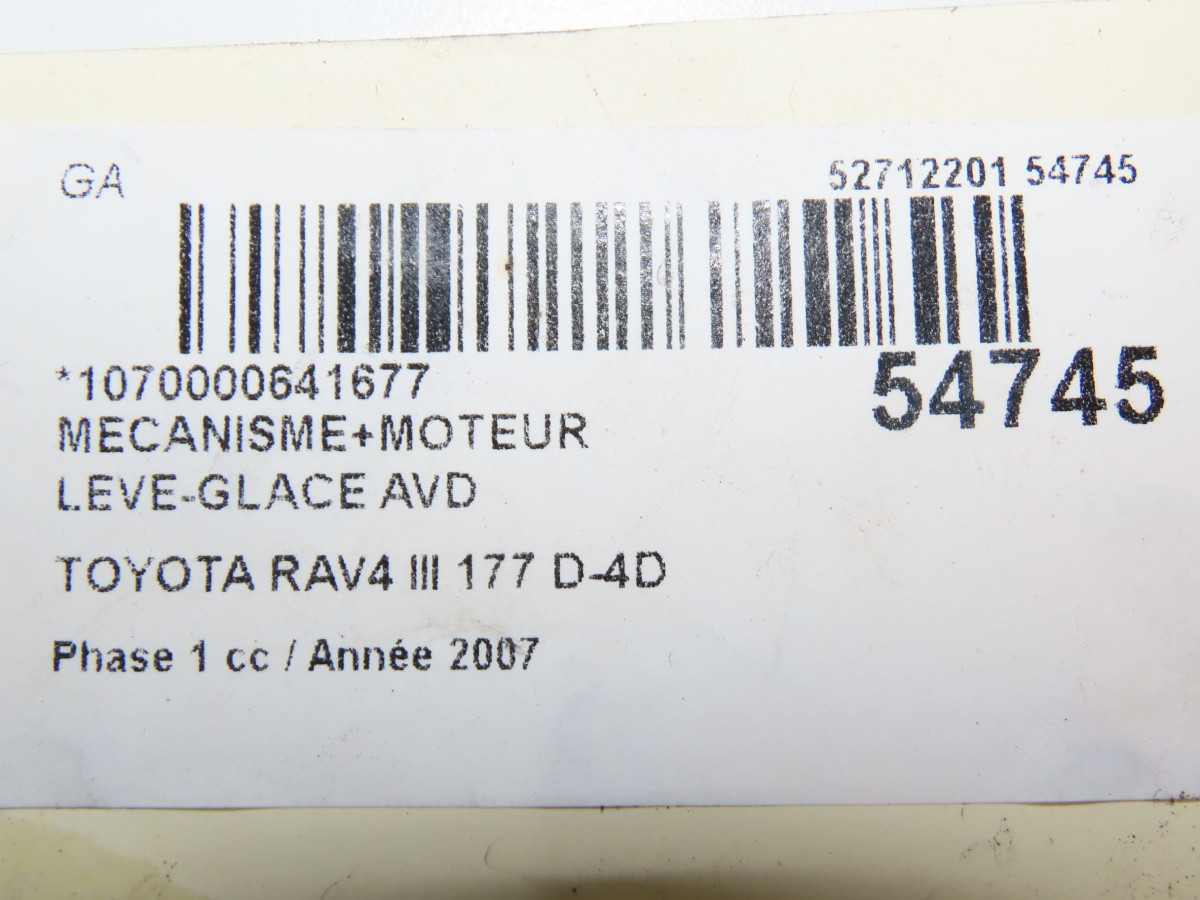 GA 52712201 54745
*1070000641677
54745
MECANISME+MOTEUR
LEVE-GLACE AVD
TOYOTA RAV4 III 177 D-4D
Phase 1 cc / Année 2007